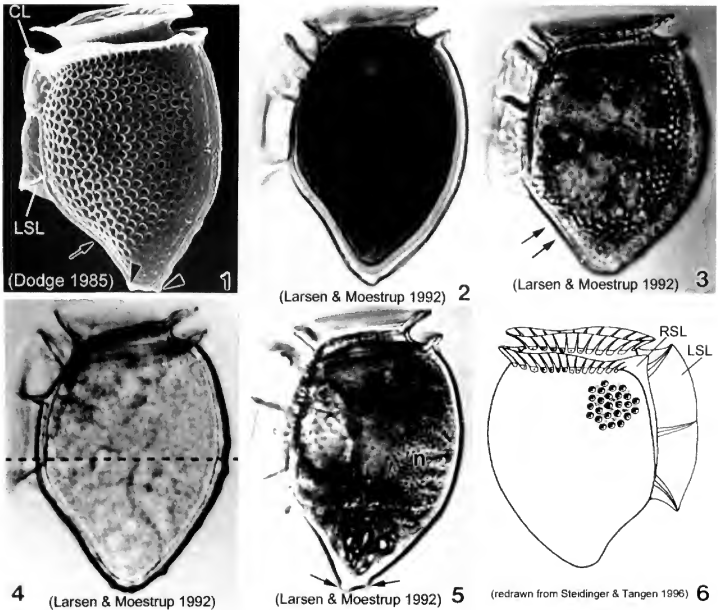 CL
LSL
(Dodge 1985) 1
(Larsen & Moestrup 1992) 2
(Larsen & Moestrup 1992) 3
4 (Larsen & Moestrup 1992)
n
(Larsen & Moestrup 1992) 5
RSL
LSL
(redrawn from Steidinger & Tangen 1996) 6